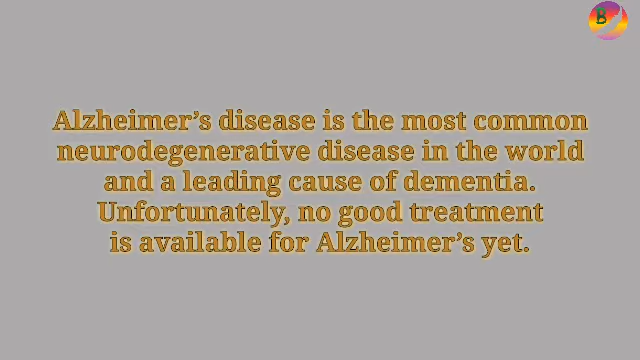 B
Alzheimer’s disease is the most common
neurodegenerative disease in the world
and a leading cause of dementia.
Unfortunately, no good treatment
is available for Alzheimer’s yet.